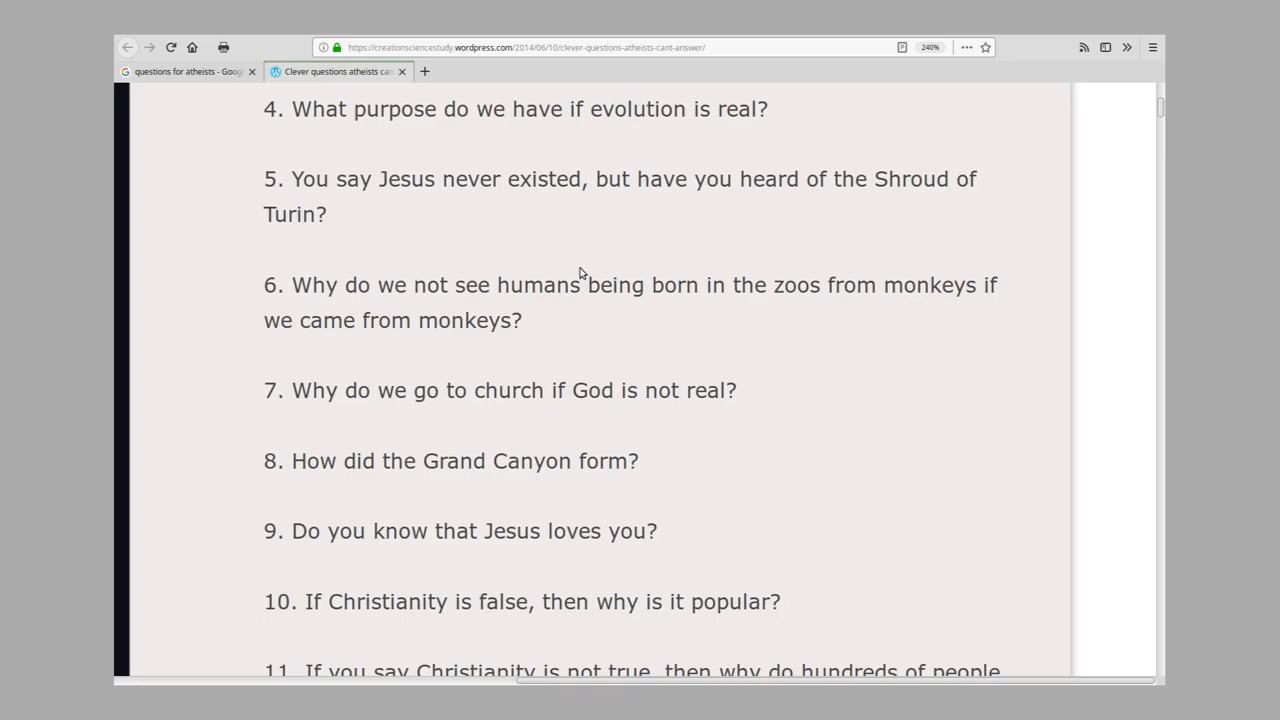 https://creationsciencestudy.wordpress.com/2014/06/10/clever-questions-atheists-cant-answer/
240%
questions for atheists - Goog
Clever questions atheists can
4. What purpose do we have if evolution is real?
5. You say Jesus never existed, but have you heard of the Shroud of
Turin?
6. Why do we not see humans being born in the zoos from monkeys if
we came from monkeys?
7. Why do we go to church if God is not real?
8. How did the Grand Canyon form?
9. Do you know that Jesus loves you?
10. If Christianity is false, then why is it popular?
11. If you say Christianity is not true, then why do hundreds of people